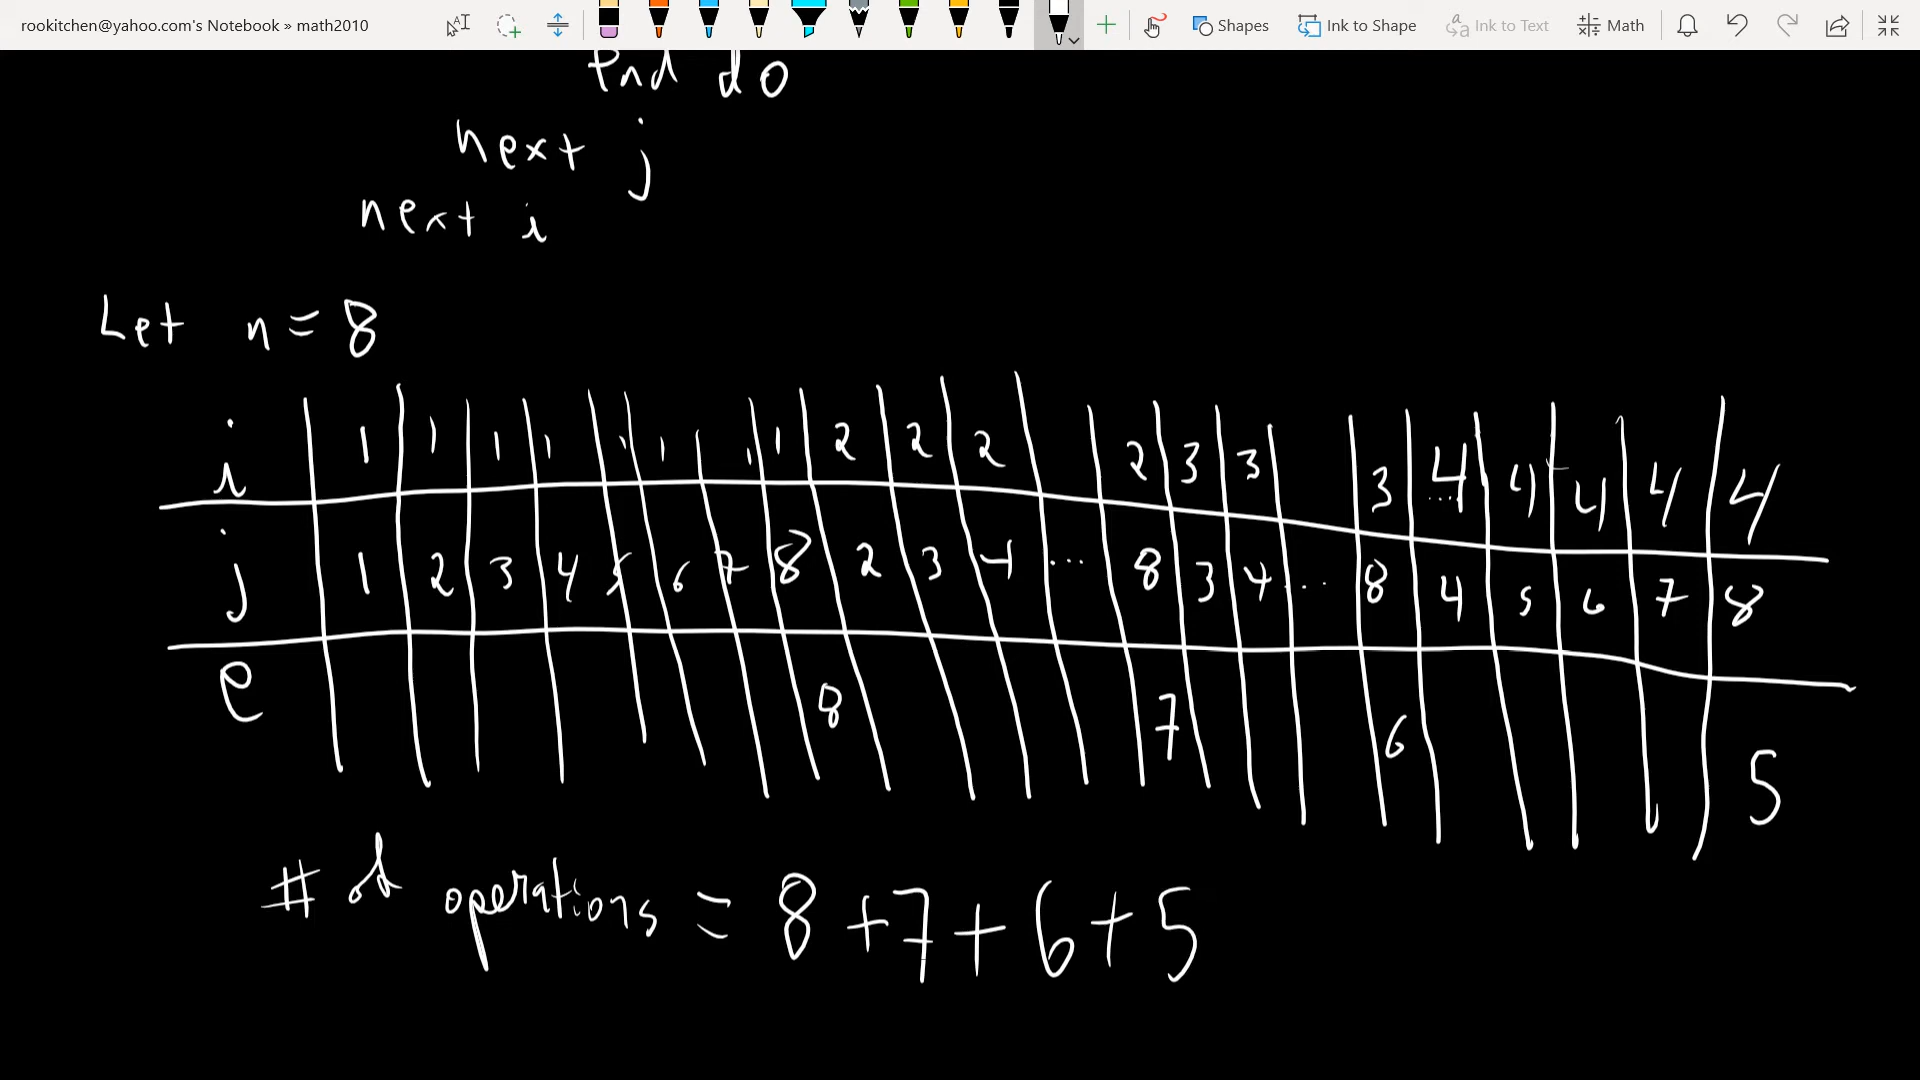 rookitchen@yahoo.com's Notebook » math2010
Shapes
Ink to Shape
Ink to Text
Math
End do
next j
next i
Let n = 8
i 1 1 1 1 1 1 1 1 2 2 2 2 3 3 3 4 4 4 4 4
j 1 2 3 4 5 6 7 8 2 3 4 ... 8 3 4 ... 8 4 5 6 7 8
e 8 7 6 5
# of operations = 8 + 7 + 6 + 5